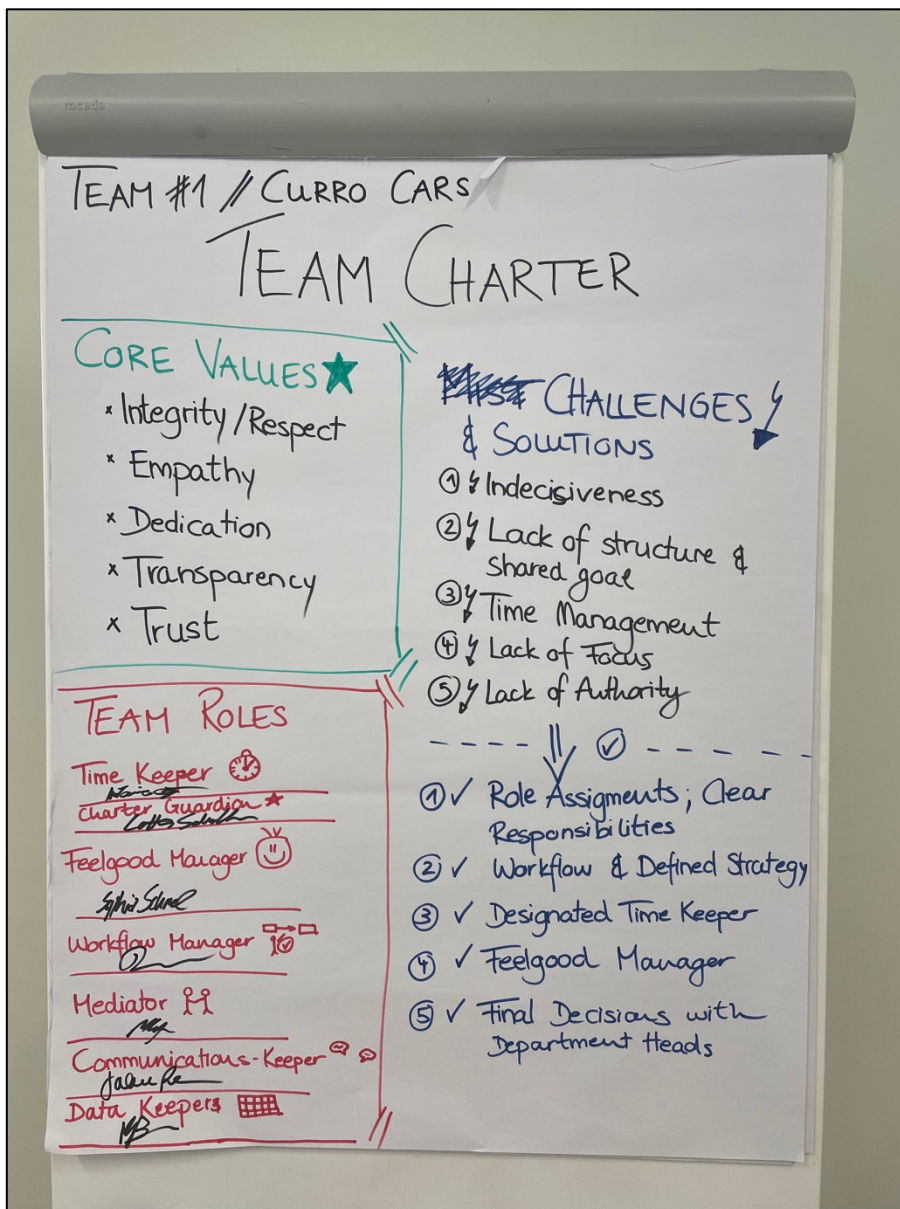 rocada
TEAM #1 // CURRO CARS
TEAM CHARTER
CORE VALUES
x Integrity/Respect
x Empathy
x Dedication
x Transparency
x Trust
TEAM ROLES
Time Keeper
Charter Guardian
Feelgood Manager
Workflow Manager
Mediator
Communications-Keeper
Data Keepers
CHALLENGES
& SOLUTIONS
① Indecisiveness
② Lack of structure &
Shared goal
③ Time Management
④ Lack of Focus
⑤ Lack of Authority
✓
① ✓ Role Assigments; Clear
Responsibilities
② ✓ Workflow & Defined Strategy
③ ✓ Designated Time Keeper
④ ✓ Feelgood Manager
⑤ ✓ Final Decisions with
Department Heads